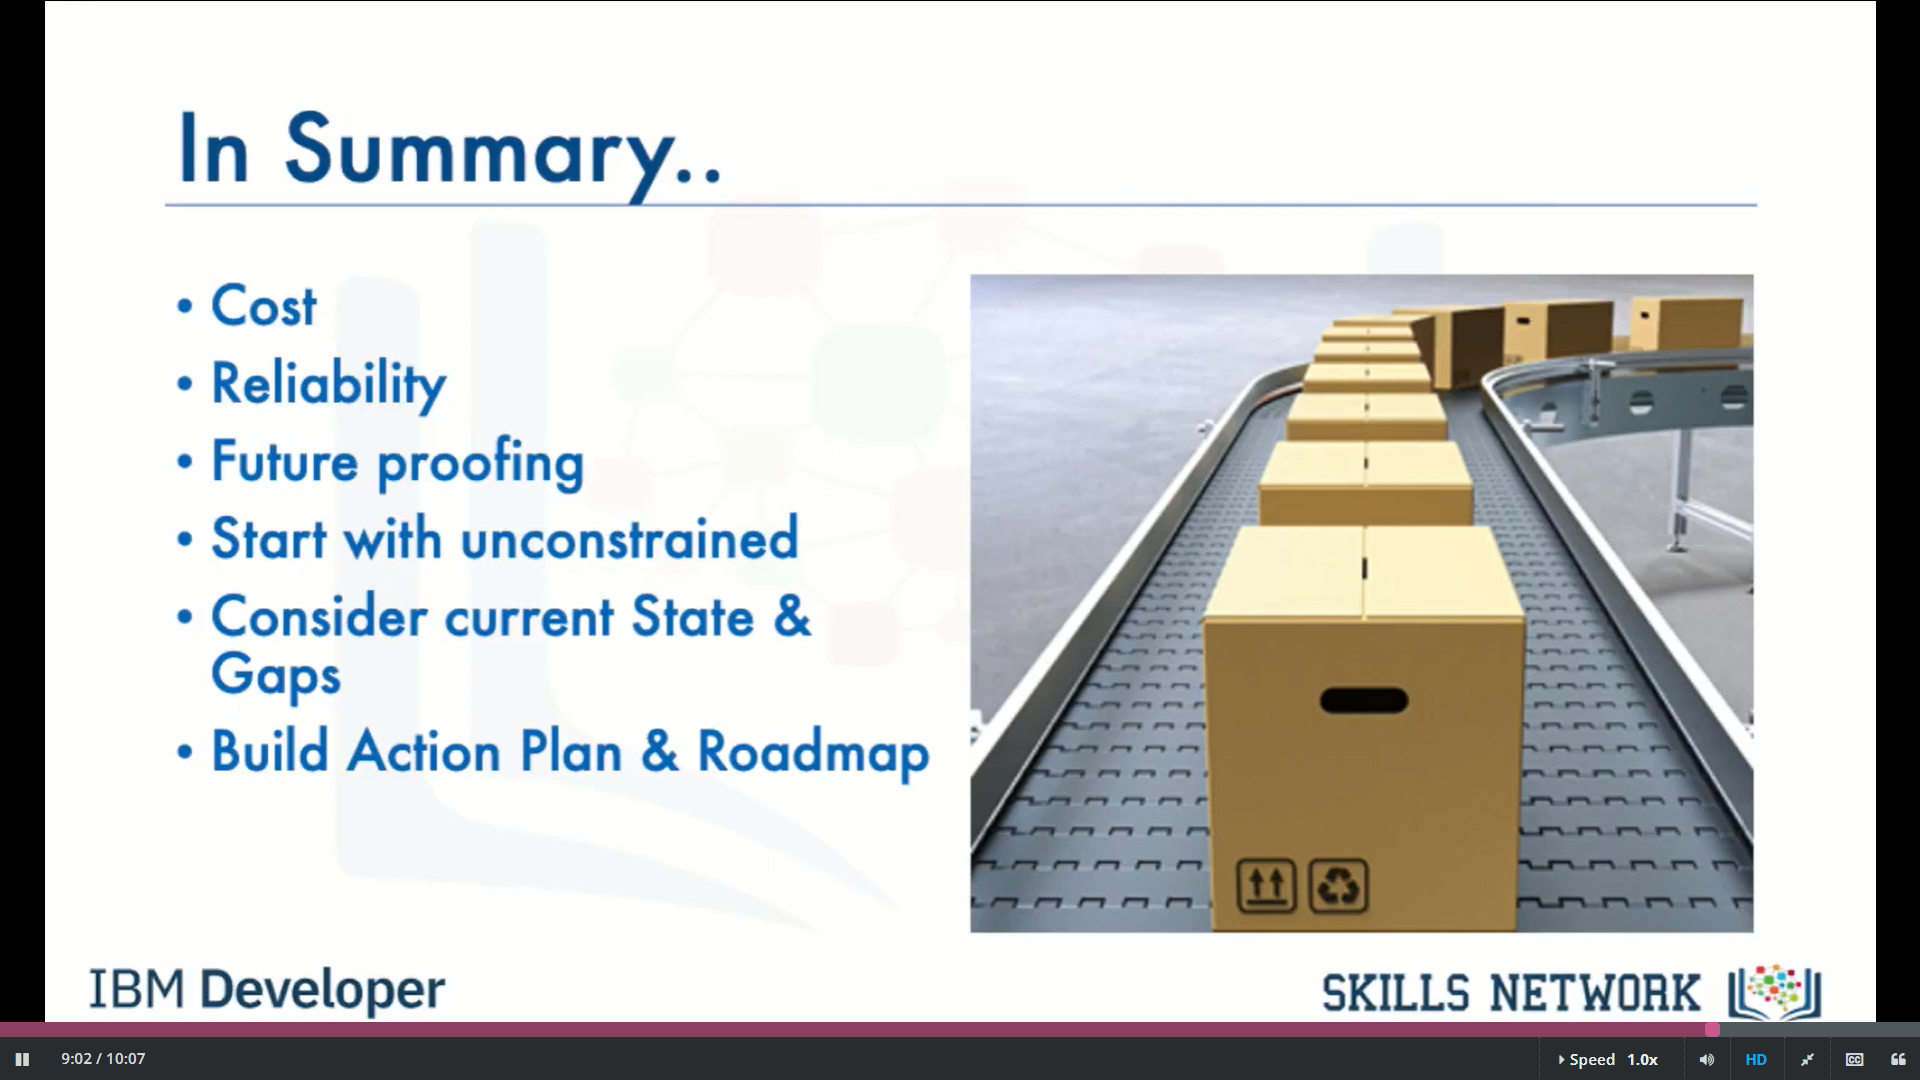 In Summary..
• Cost
• Reliability
• Future proofing
• Start with unconstrained
• Consider current State &
Gaps
• Build Action Plan & Roadmap
IBM Developer
SKILLS NETWORK
9:02 / 10:07
Speed 1.0x
HD
CC